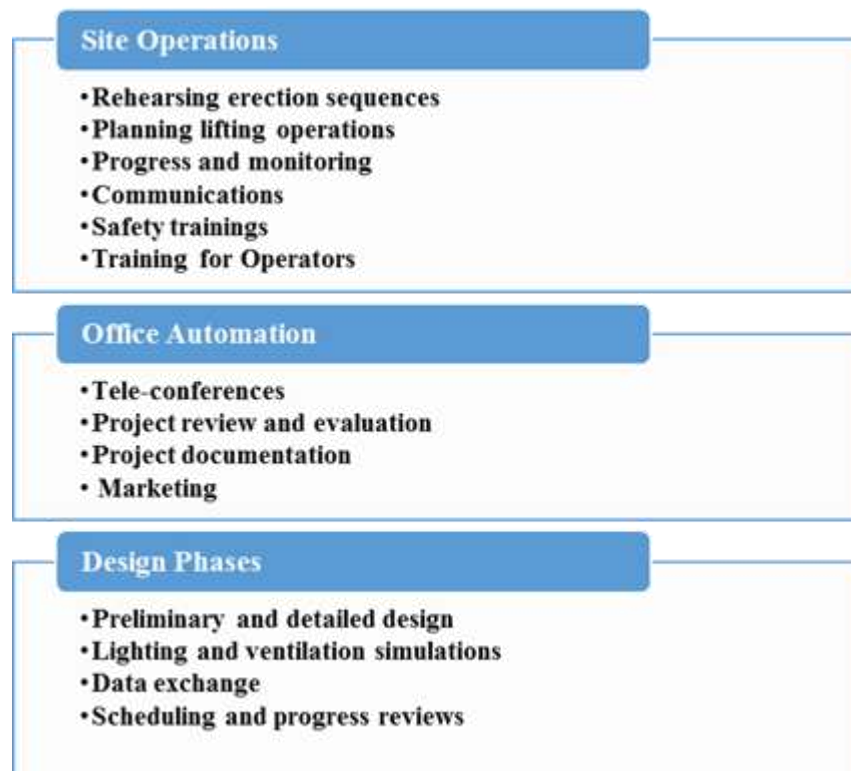 Site Operations
•Rehearsing erection sequences
•Planning lifting operations
•Progress and monitoring
•Communications
•Safety trainings
•Training for Operators
Office Automation
•Tele-conferences
•Project review and evaluation
•Project documentation
• Marketing
Design Phases
•Preliminary and detailed design
•Lighting and ventilation simulations
•Data exchange
•Scheduling and progress reviews